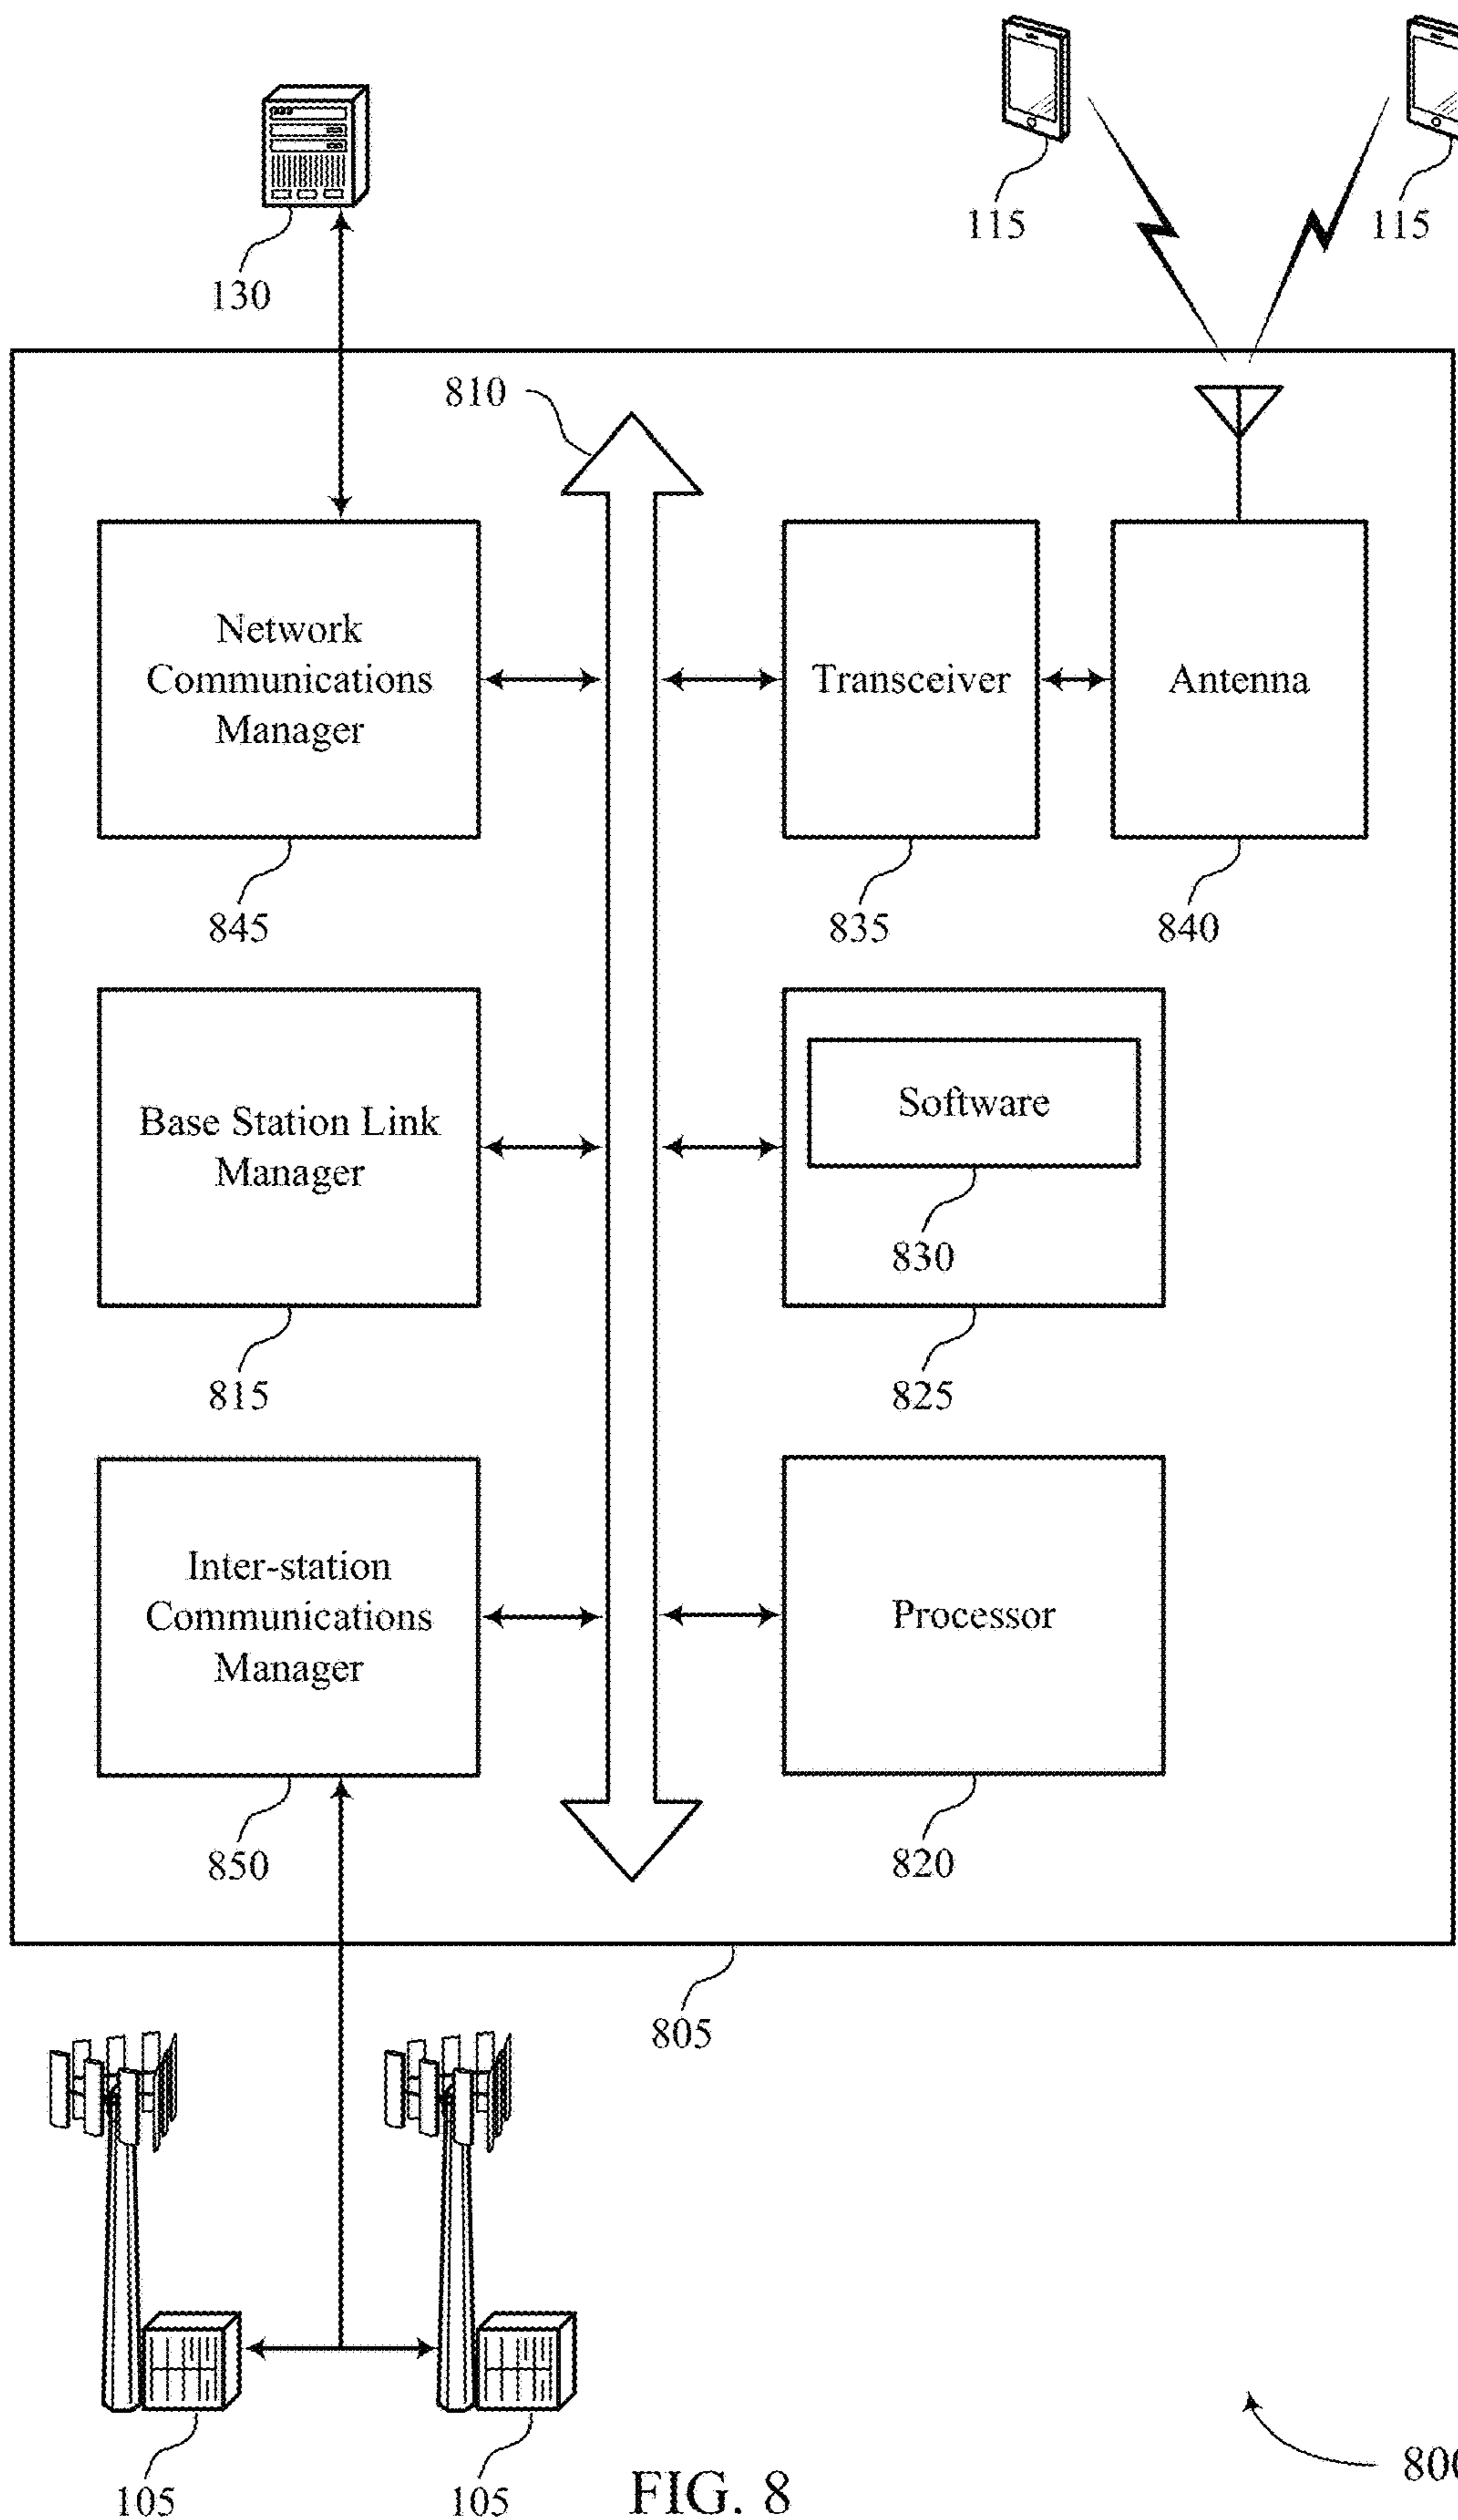 115
115
130
810
Network
Communications
Manager
Transceiver
Antenna
845
835
840
Base Station Link
Manager
Software
830
815
825
Inter-station
Communications
Manager
Processor
850
820
805
105
105
FIG. 8
800